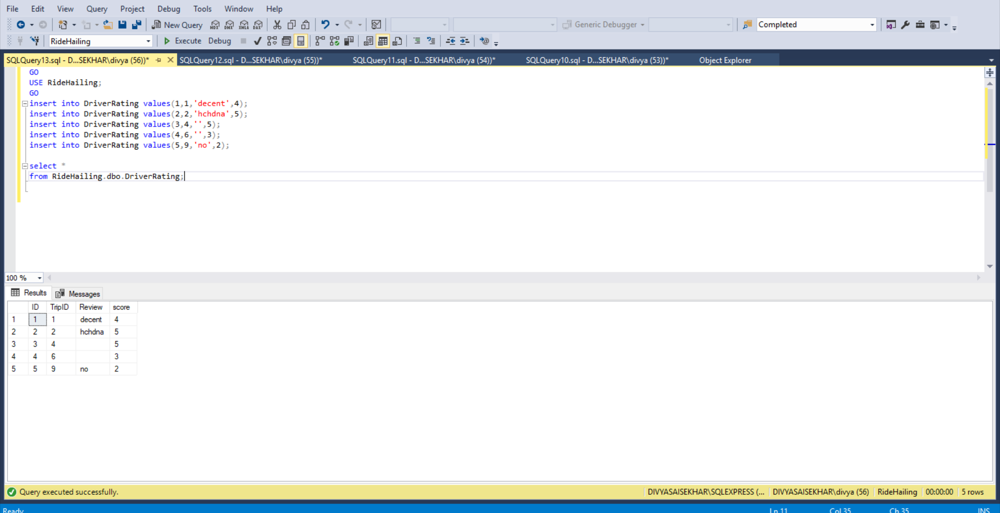 File Edit View Query Project Debug Tools Window Help
New Query MDX DMX XMLA DAX Generic Debugger Completed
RideHailing Execute Debug
SQLQuery13.sql - D...SEKHAR\divya (56))* SQLQuery12.sql - D...SEKHAR\divya (55))* SQLQuery11.sql - D...SEKHAR\divya (54))* SQLQuery10.sql - D...SEKHAR\divya (53))* Object Explorer
GO
USE RideHailing;
GO
insert into DriverRating values(1,1,'decent',4);
insert into DriverRating values(2,2,'hchdna',5);
insert into DriverRating values(3,4,'',5);
insert into DriverRating values(4,6,'',3);
insert into DriverRating values(5,9,'no',2);
select *
from RideHailing.dbo.DriverRating;
100 %
Results Messages
ID TripID Review score
1 1 1 decent 4
2 2 2 hchdna 5
3 3 4 5
4 4 6 3
5 5 9 no 2
Query executed successfully. DIVYASAISEKHAR\SQLEXPRESS (... DIVYASAISEKHAR\divya (56) RideHailing 00:00:00 5 rows
Ready Ln 11 Col 35 Ch 35 INS